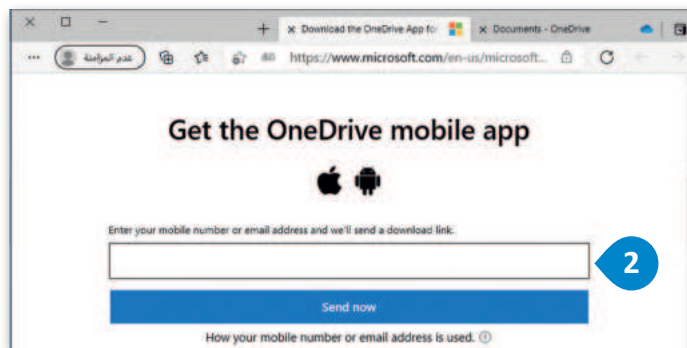 Download the OneDrive App for
Documents - OneDrive
عدم المزامنة
https://www.microsoft.com/en-us/microsoft...
Get the OneDrive mobile app
Enter your mobile number or email address and we'll send a download link.
2
Send now
How your mobile number or email address is used.